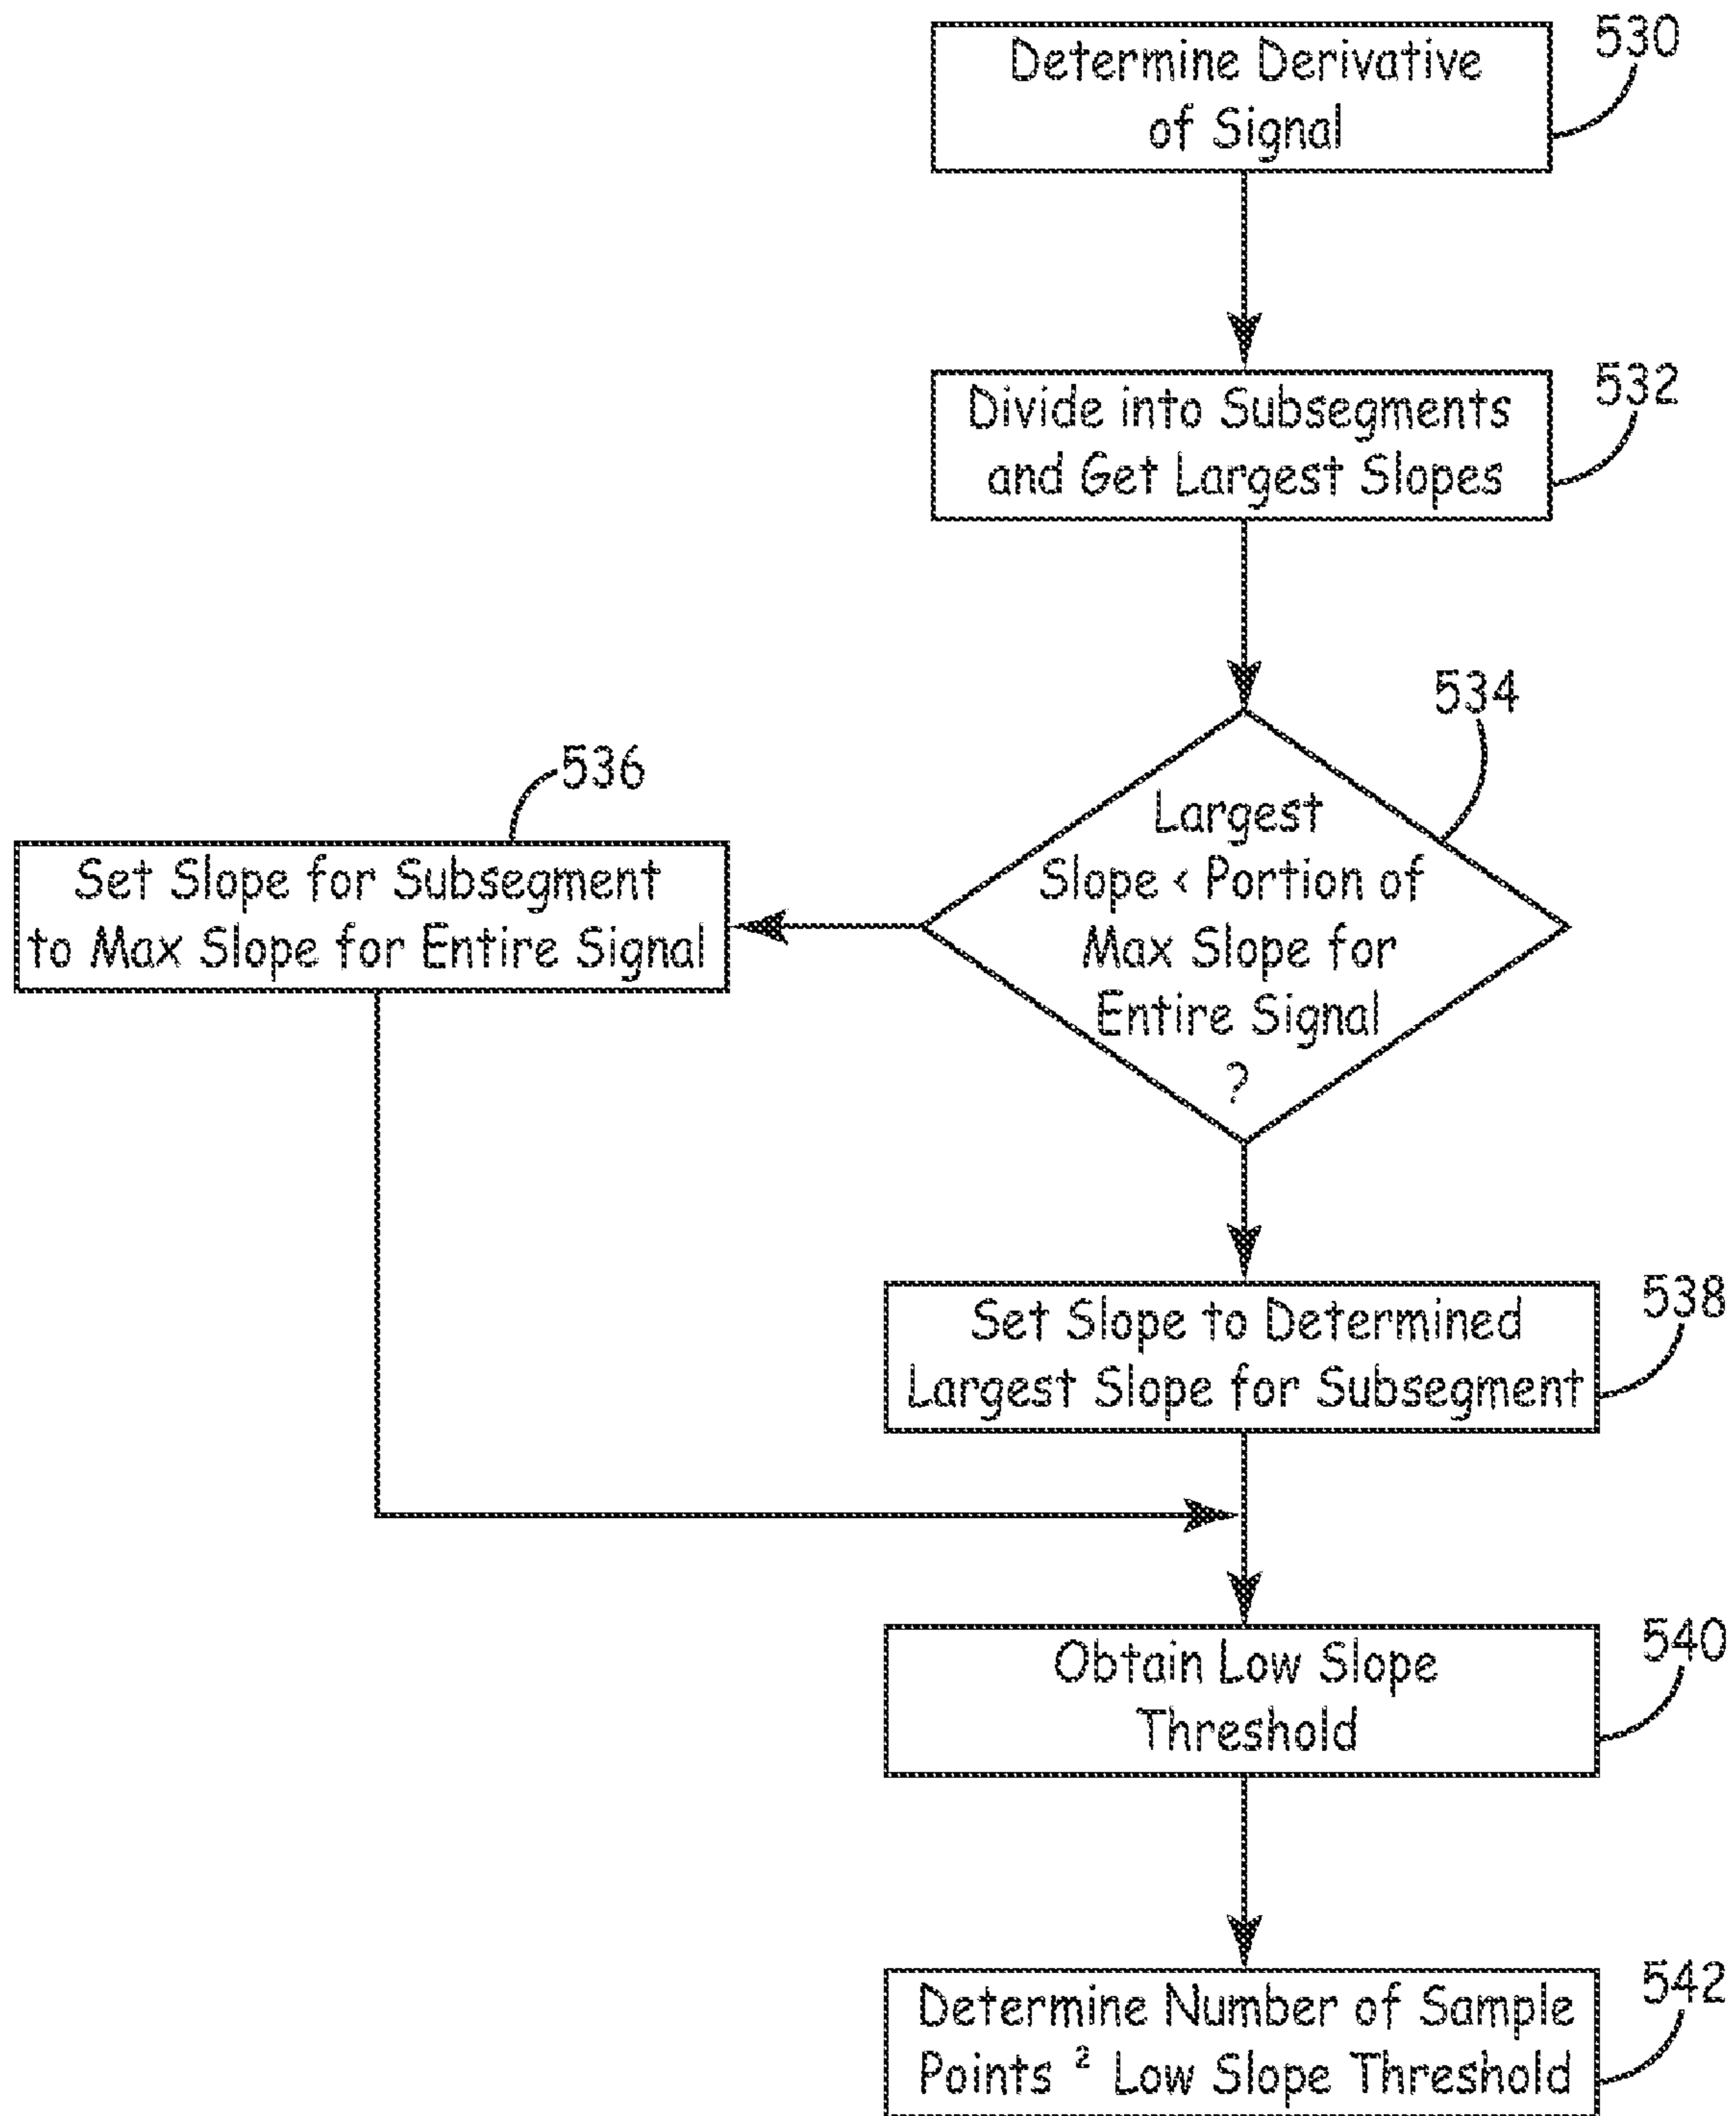 Determine Derivative
of Signal
530
Divide into Subsegments
and Get Largest Slopes
532
534
Largest
Slope < Portion of
Max Slope for
Entire Signal
?
536
Set Slope for Subsegment
to Max Slope for Entire Signal
Set Slope to Determined
Largest Slope for Subsegment
538
Obtain Low Slope
Threshold
540
Determine Number of Sample
Points ² Low Slope Threshold
542